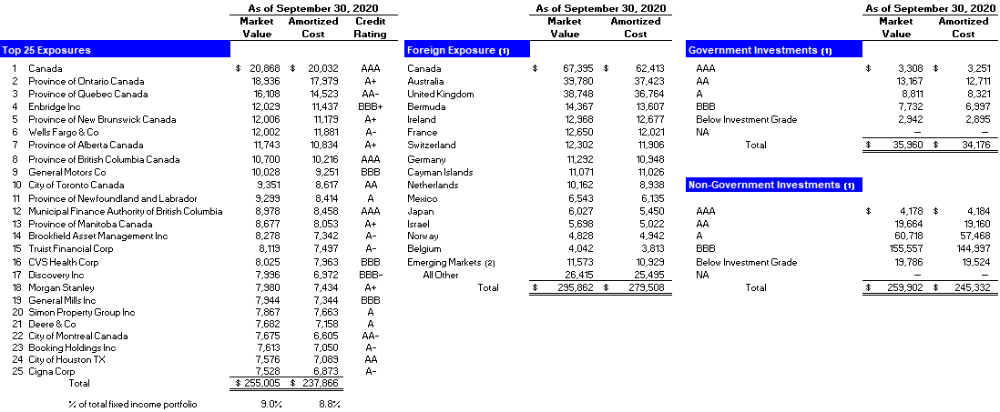 As of September 30, 2020
Market Amortized Credit
Value Cost Rating
Top 25 Exposures
1 Canada $ 20,868 $ 20,032 AAA
2 Province of Ontario Canada 18,936 17,979 A+
3 Province of Quebec Canada 16,108 14,523 AA-
4 Enbridge Inc 12,029 11,437 BBB+
5 Province of New Brunswick Canada 12,006 11,179 A+
6 Wells Fargo & Co 12,002 11,881 A-
7 Province of Alberta Canada 11,743 10,834 A+
8 Province of British Columbia Canada 10,700 10,216 AAA
9 General Motors Co 10,028 9,251 BBB
10 City of Toronto Canada 9,351 8,617 AA
11 Province of Newfoundland and Labrador 9,299 8,414 A
12 Municipal Finance Authority of British Columbia 8,978 8,458 AAA
13 Province of Manitoba Canada 8,677 8,053 A+
14 Brookfield Asset Management Inc 8,278 7,342 A-
15 Truist Financial Corp 8,119 7,497 A-
16 CVS Health Corp 8,025 7,963 BBB
17 Discovery Inc 7,996 6,972 BBB-
18 Morgan Stanley 7,980 7,434 A+
19 General Mills Inc 7,944 7,344 BBB
20 Simon Property Group Inc 7,867 7,663 A
21 Deere & Co 7,682 7,158 A
22 City of Montreal Canada 7,675 6,605 AA-
23 Booking Holdings Inc 7,613 7,050 A-
24 City of Houston TX 7,576 7,089 AA
25 Cigna Corp 7,528 6,873 A-
Total $ 255,005 $ 237,866
% of total fixed income portfolio 9.0% 8.8%
As of September 30, 2020
Market Amortized
Value Cost
Foreign Exposure (1)
Canada $ 67,395 $ 62,413
Australia 39,780 37,423
United Kingdom 38,748 36,764
Bermuda 14,367 13,607
Ireland 12,968 12,677
France 12,650 12,021
Switzerland 12,302 11,906
Germany 11,292 10,948
Cayman Islands 11,071 11,026
Netherlands 10,162 8,938
Mexico 6,543 6,135
Japan 6,027 5,450
Israel 5,698 5,022
Norway 4,828 4,942
Belgium 4,042 3,813
Emerging Markets (2) 11,573 10,929
All Other 26,415 25,495
Total $ 295,862 $ 279,508
As of September 30, 2020
Market Amortized
Value Cost
Government Investments (1)
AAA $ 3,308 $ 3,251
AA 13,167 12,711
A 8,811 8,321
BBB 7,732 6,997
Below Investment Grade 2,942 2,895
NA — —
Total $ 35,960 $ 34,176
Non-Government Investments (1)
AAA $ 4,178 $ 4,184
AA 19,664 19,160
A 60,718 57,468
BBB 155,557 144,997
Below Investment Grade 19,786 19,524
NA — —
Total $ 259,902 $ 245,332